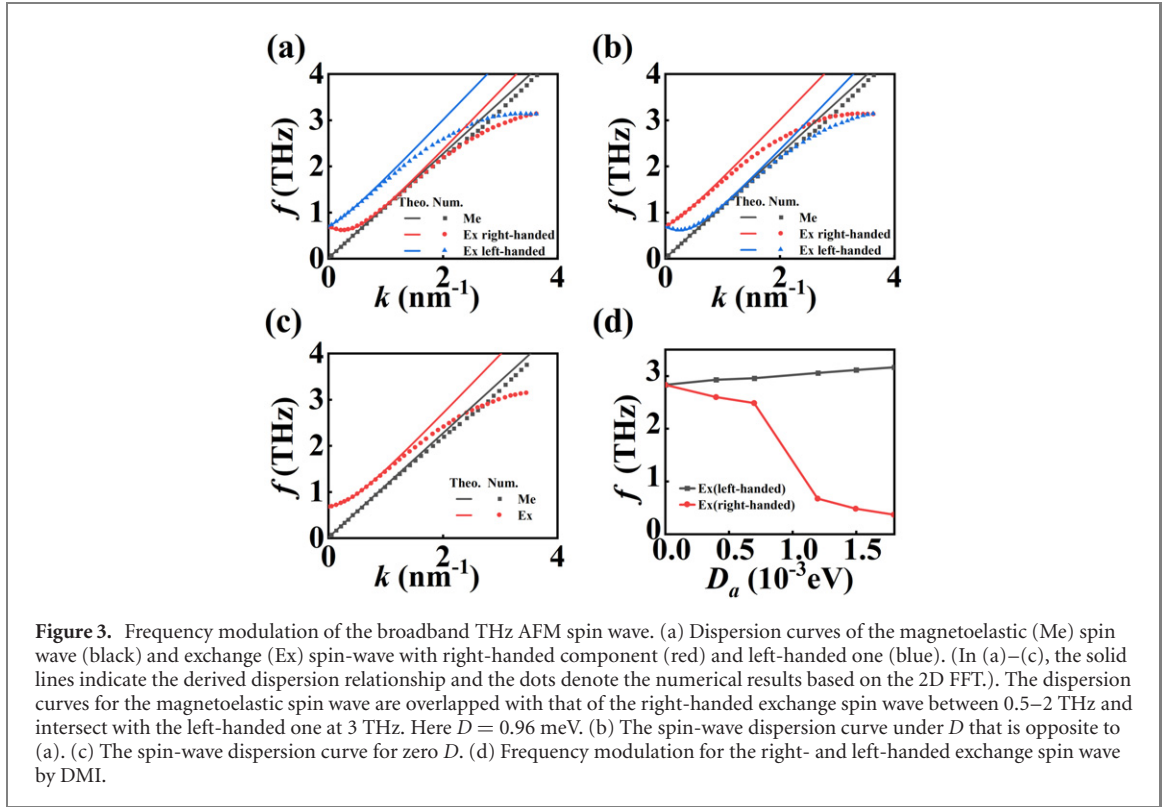 (a)
4
3
2
1
0
f (THz)
Theo. Num.
Me
Ex right-handed
Ex left-handed
0 2 4
k (nm⁻¹)
(b)
4
3
2
1
0
f (THz)
Theo. Num.
Me
Ex right-handed
Ex left-handed
0 2 4
k (nm⁻¹)
(c)
4
3
2
1
0
f (THz)
Theo. Num.
Me
Ex
0 2 4
k (nm⁻¹)
(d)
3
2
1
0
f (THz)
Ex(left-handed)
Ex(right-handed)
0.0 0.5 1.0 1.5
Dₐ (10⁻³eV)
Figure 3. Frequency modulation of the broadband THz AFM spin wave. (a) Dispersion curves of the magnetoelastic (Me) spin
wave (black) and exchange (Ex) spin-wave with right-handed component (red) and left-handed one (blue). (In (a)–(c), the solid
lines indicate the derived dispersion relationship and the dots denote the numerical results based on the 2D FFT.). The dispersion
curves for the magnetoelastic spin wave are overlapped with that of the right-handed exchange spin wave between 0.5–2 THz and
intersect with the left-handed one at 3 THz. Here D = 0.96 meV. (b) The spin-wave dispersion curve under D that is opposite to
(a). (c) The spin-wave dispersion curve for zero D. (d) Frequency modulation for the right- and left-handed exchange spin wave
by DMI.